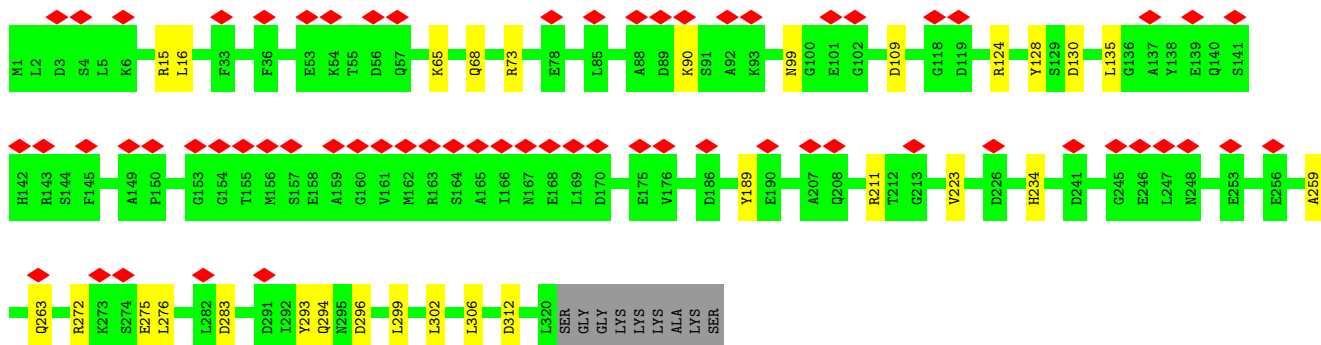 M1 L2 D3 S4 L5 K6 R15 L16 F33 F36 E53 K54 T55 D56 Q57 K65 Q68 R73 E78 L85 A88 D89 K90 S91 A92 K93 N99 G100 E101 G102 D109 G118 D119 R124 Y128 S129 D130 L135 G136 A137 Y138 E139 Q140 S141
H142 R143 S144 F145 A149 P150 G153 G154 T155 M156 S157 E158 A159 G160 V161 M162 R163 S164 A165 I166 N167 E168 L169 D170 E175 V176 D186 Y189 E190 A207 Q208 R211 T212 G213 V223 D226 H234 D241 G245 E246 L247 N248 E253 E256 A259
Q263 R272 K273 S274 E275 L276 L282 D283 D291 I292 Y293 Q294 N295 D296 L299 L302 L306 D312 L320 SER GLY GLY LYS LYS LYS ALA LYS SER